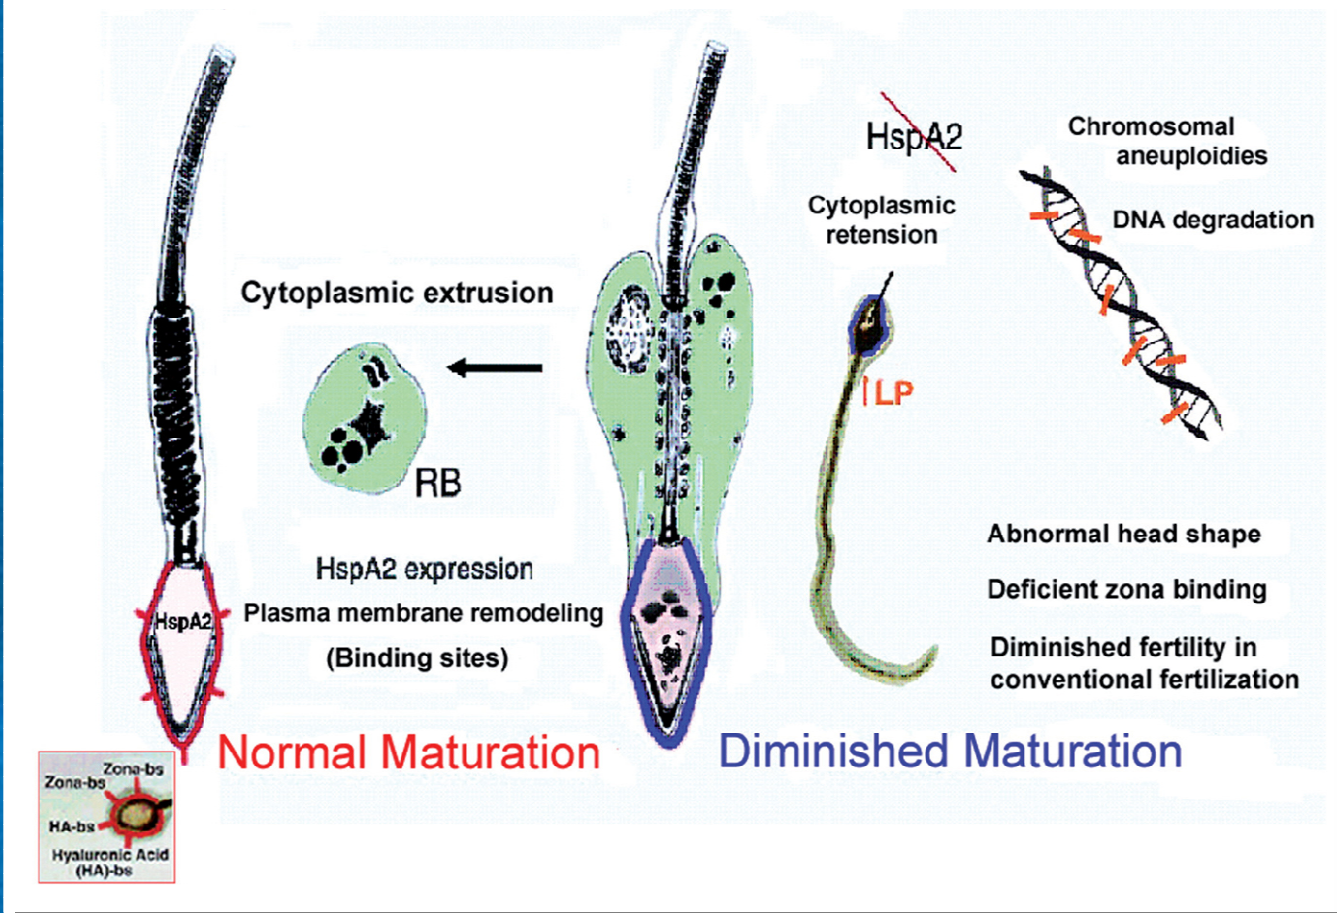 HspA2
Chromosomal
aneuploidies
Cytoplasmic
retension
DNA degradation
Cytoplasmic extrusion
LP
RB
HspA2 expression
Plasma membrane remodeling
(Binding sites)
HspA2
Abnormal head shape
Deficient zona binding
Diminished fertility in
conventional fertilization
Normal Maturation
Diminished Maturation
Zona-bs
Zona-bs
HA-bs
Hyaluronic Acid
(HA)-bs